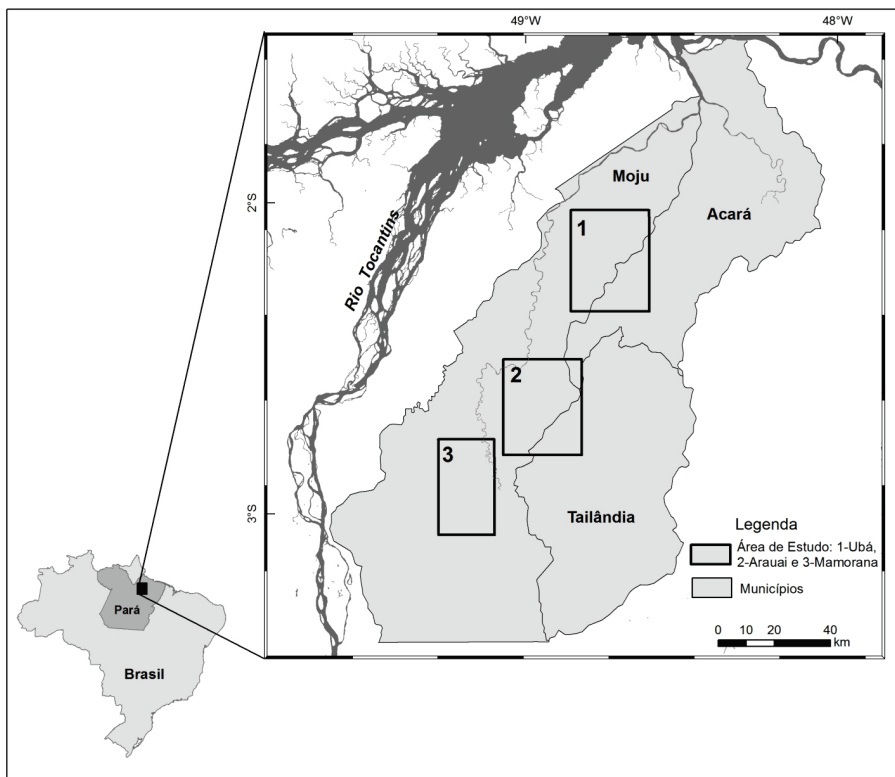 49°W
48°W
2°S
3°S
Rio Tocantins
Moju
Acará
1
2
3
Tailândia
Legenda
Área de Estudo: 1-Ubá,
2-Arauai e 3-Mamorana
Municípios
0 10 20 40
km
Pará
Brasil